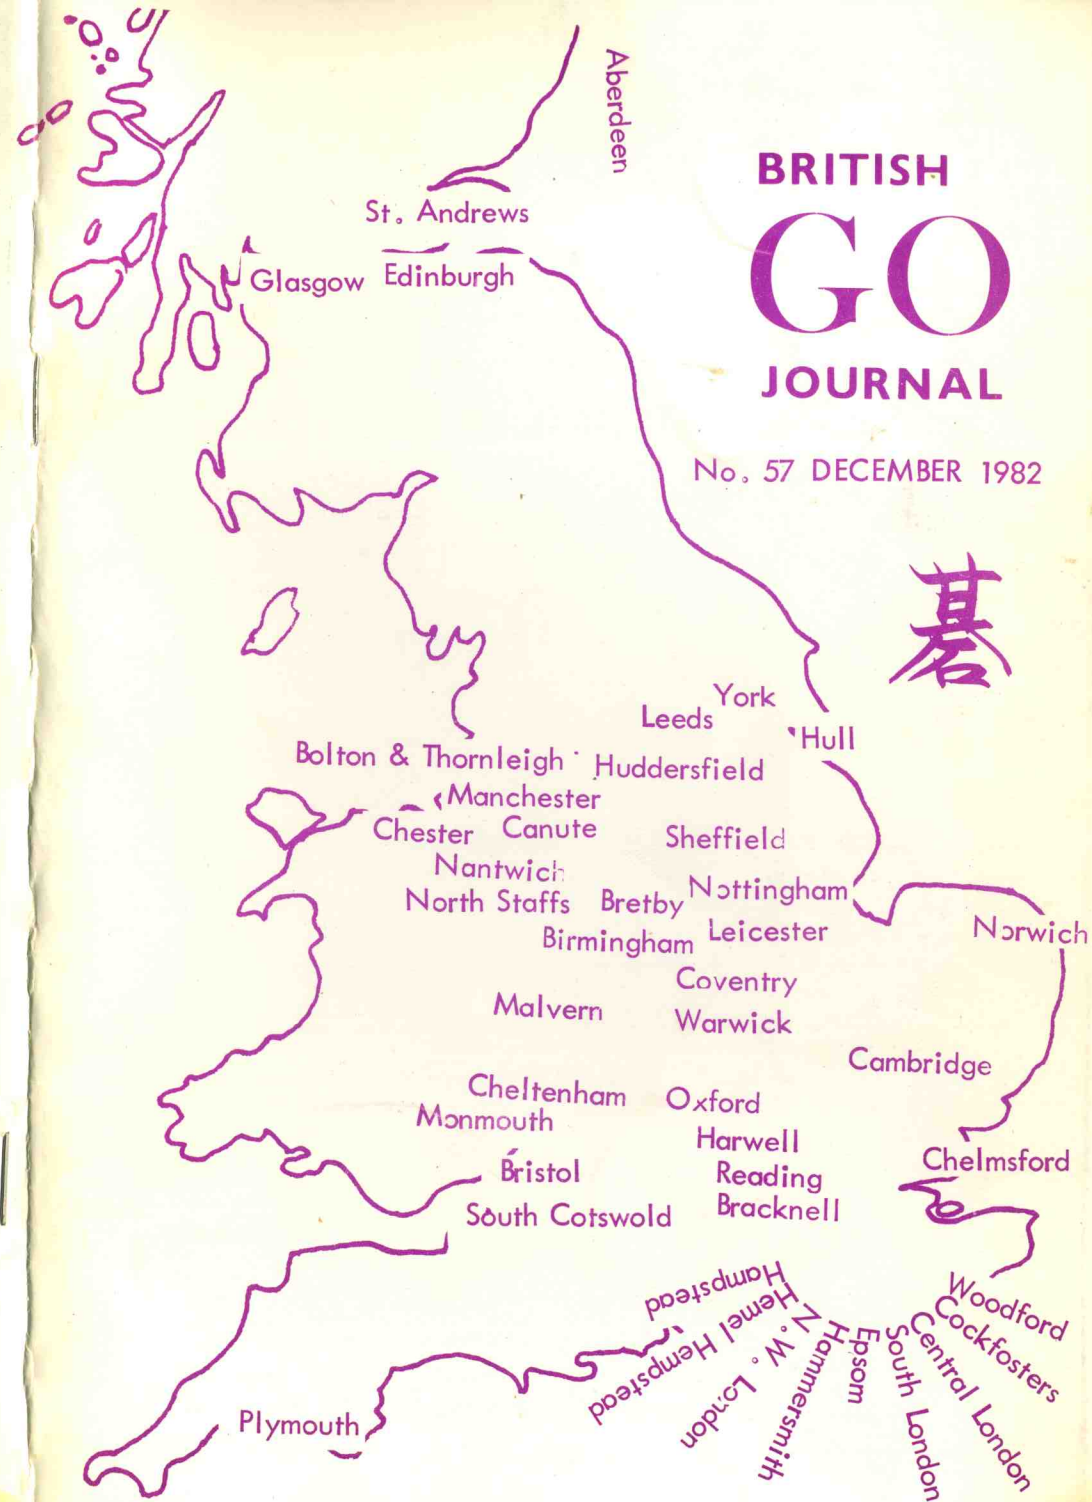 Aberdeen
BRITISH
GO
JOURNAL
St. Andrews
Glasgow
Edinburgh
No. 57 DECEMBER 1982
碁
York
Leeds
Hull
Bolton & Thornleigh
Huddersfield
Manchester
Chester
Canute
Sheffield
Nantwich
North Staffs
Bretby
Nottingham
Birmingham
Leicester
Norwich
Coventry
Malvern
Warwick
Cambridge
Cheltenham
Oxford
Monmouth
Harwell
Bristol
Reading
Chelmsford
South Cotswold
Bracknell
Hampstead
Hemel Hempstead
N.W. London
Hammersmith
Epsom
South London
Central London
Cockfosters
Woodford
Plymouth